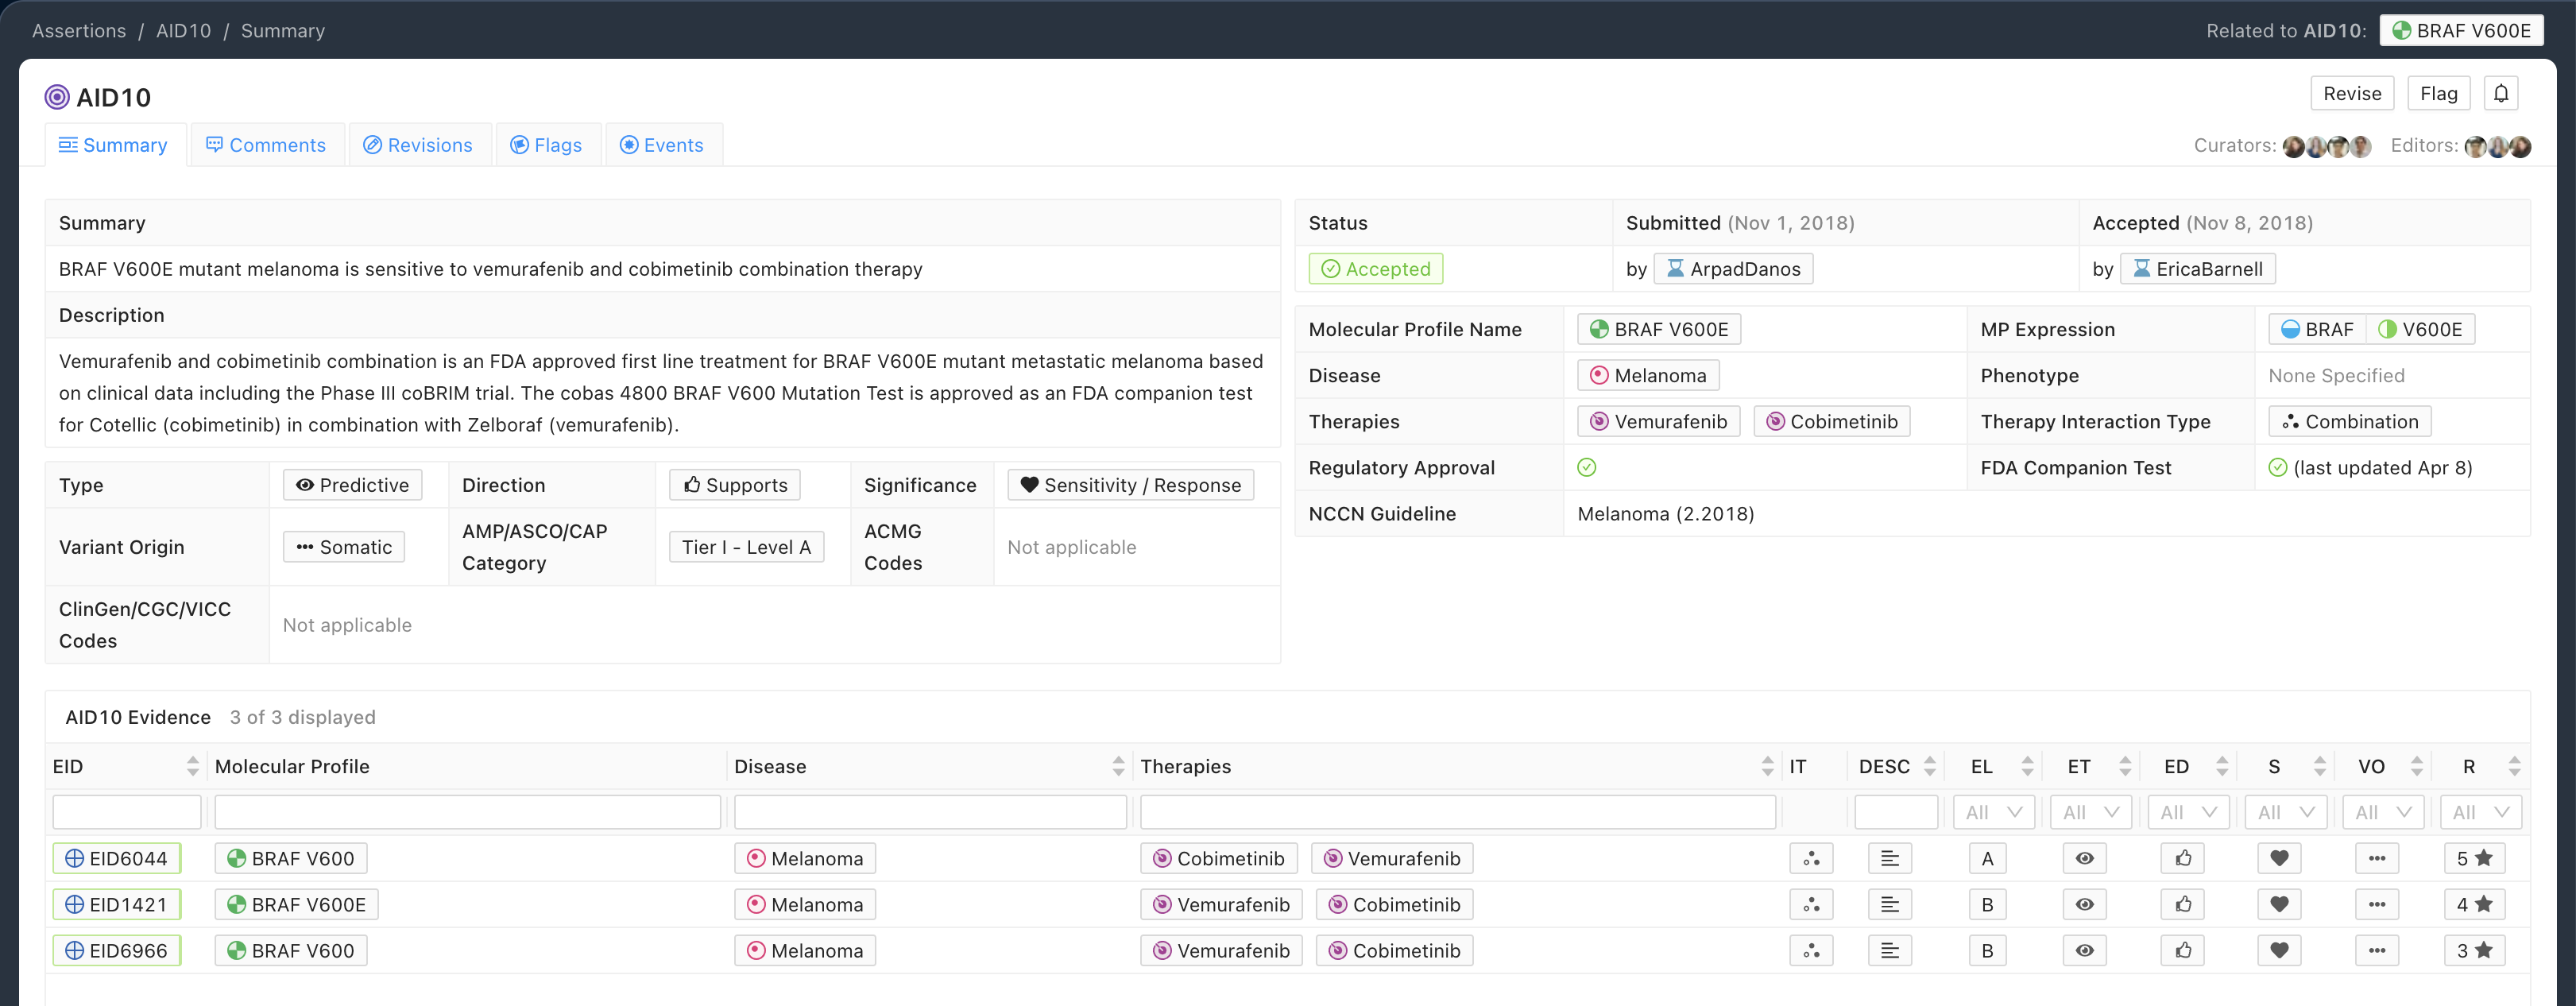 Assertions / AID10 / Summary
Related to AID10: BRAF V600E
AID10
Revise Flag
Summary Comments Revisions Flags Events
Curators: Editors:
Summary
BRAF V600E mutant melanoma is sensitive to vemurafenib and cobimetinib combination therapy
Description
Vemurafenib and cobimetinib combination is an FDA approved first line treatment for BRAF V600E mutant metastatic melanoma based
on clinical data including the Phase III coBRIM trial. The cobas 4800 BRAF V600 Mutation Test is approved as an FDA companion test
for Cotellic (cobimetinib) in combination with Zelboraf (vemurafenib).
Type Predictive Direction Supports Significance Sensitivity / Response
Variant Origin Somatic AMP/ASCO/CAP Category Tier I - Level A ACMG Codes Not applicable
ClinGen/CGC/VICC Codes Not applicable
Status Submitted (Nov 1, 2018) Accepted (Nov 8, 2018)
Accepted by ArpadDanos by EricaBarnell
Molecular Profile Name BRAF V600E MP Expression BRAF V600E
Disease Melanoma Phenotype None Specified
Therapies Vemurafenib Cobimetinib Therapy Interaction Type Combination
Regulatory Approval FDA Companion Test (last updated Apr 8)
NCCN Guideline Melanoma (2.2018)
AID10 Evidence 3 of 3 displayed
EID Molecular Profile Disease Therapies IT DESC EL ET ED S VO R
All All All All All All
EID6044 BRAF V600 Melanoma Cobimetinib Vemurafenib A 5
EID1421 BRAF V600E Melanoma Vemurafenib Cobimetinib B 4
EID6966 BRAF V600 Melanoma Vemurafenib Cobimetinib B 3